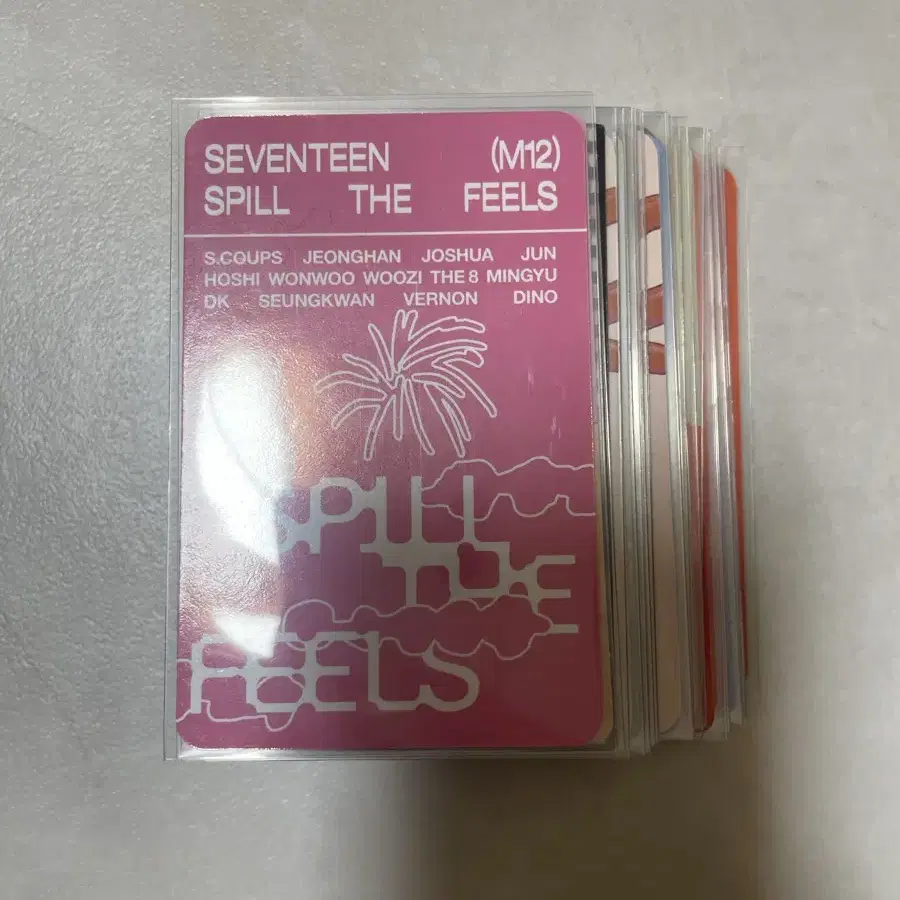 SEVENTEEN (M12)
SPILL THE FEELS
S.COUPS JEONGHAN JOSHUA JUN
HOSHI WONWOO WOOZI THE 8 MINGYU
DK SEUNGKWAN VERNON DINO
SPILL
THE
FEELS